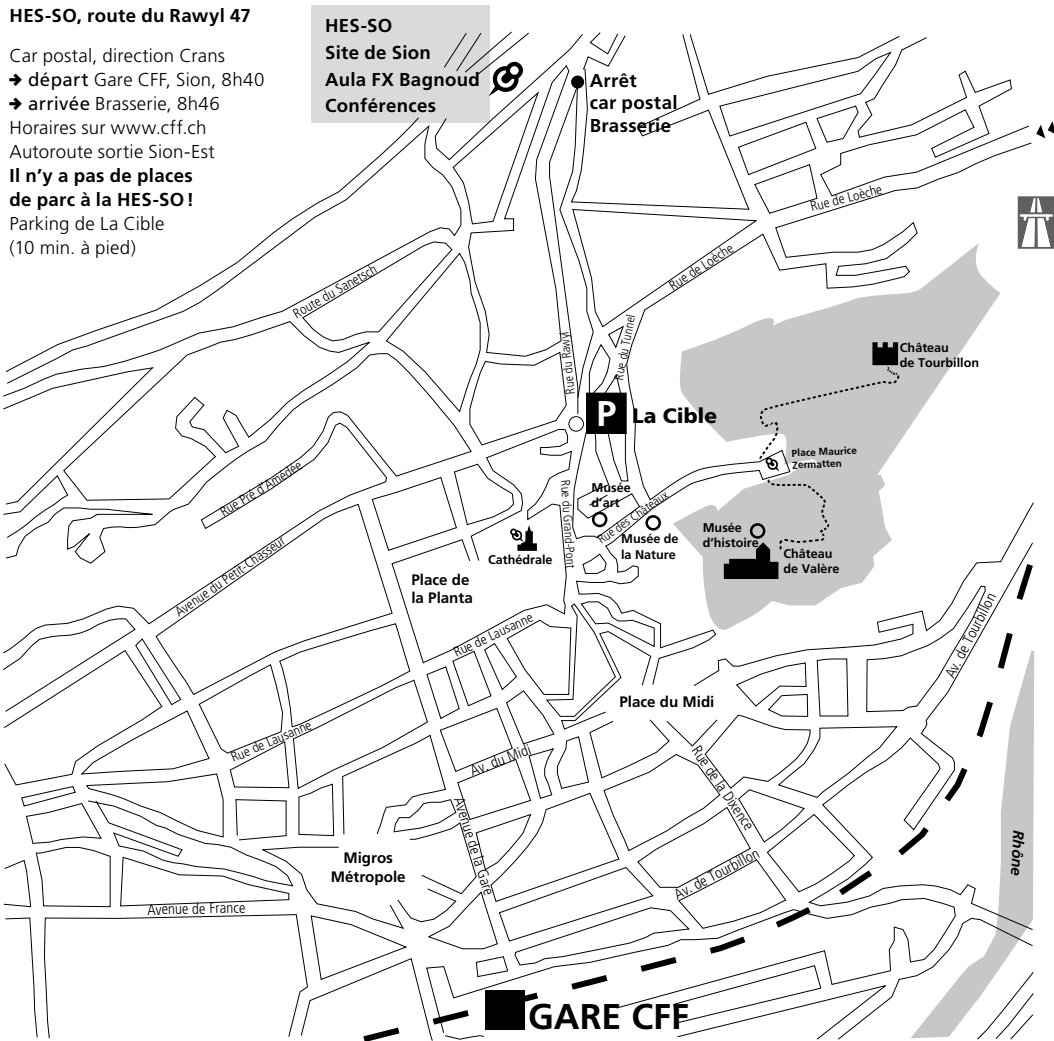 HES-SO, route du Rawyl 47
Car postal, direction Crans
➔ départ Gare CFF, Sion, 8h40
➔ arrivée Brasserie, 8h46
Horaires sur www.cff.ch
Autoroute sortie Sion-Est
Il n'y a pas de places
de parc à la HES-SO !
Parking de La Cible
(10 min. à pied)
HES-SO
Site de Sion
Aula FX Bagnoud
Conférences
Arrêt
car postal
Brasserie
Rue de Loèche
Rue de Loèche
Route du Sanetsch
Rue du Rawyl
Rue du Tunnel
Château
de Tourbillon
P La Cible
Place Maurice
Zermatten
Rue Pré d'Amédée
Musée
d'art
Rue du Grand-Pont
Rue des Châteaux
Musée de
la Nature
Musée
d'histoire
Château
de Valère
Cathédrale
Avenue du Petit-Chasseur
Place de
la Planta
Rue de Lausanne
Av. de Tourbillon
Place du Midi
Rue de Lausanne
Av. du Midi
Rue de la Dixence
Avenue de la Gare
Migros
Métropole
Av. de Tourbillon
Rhône
Avenue de France
GARE CFF